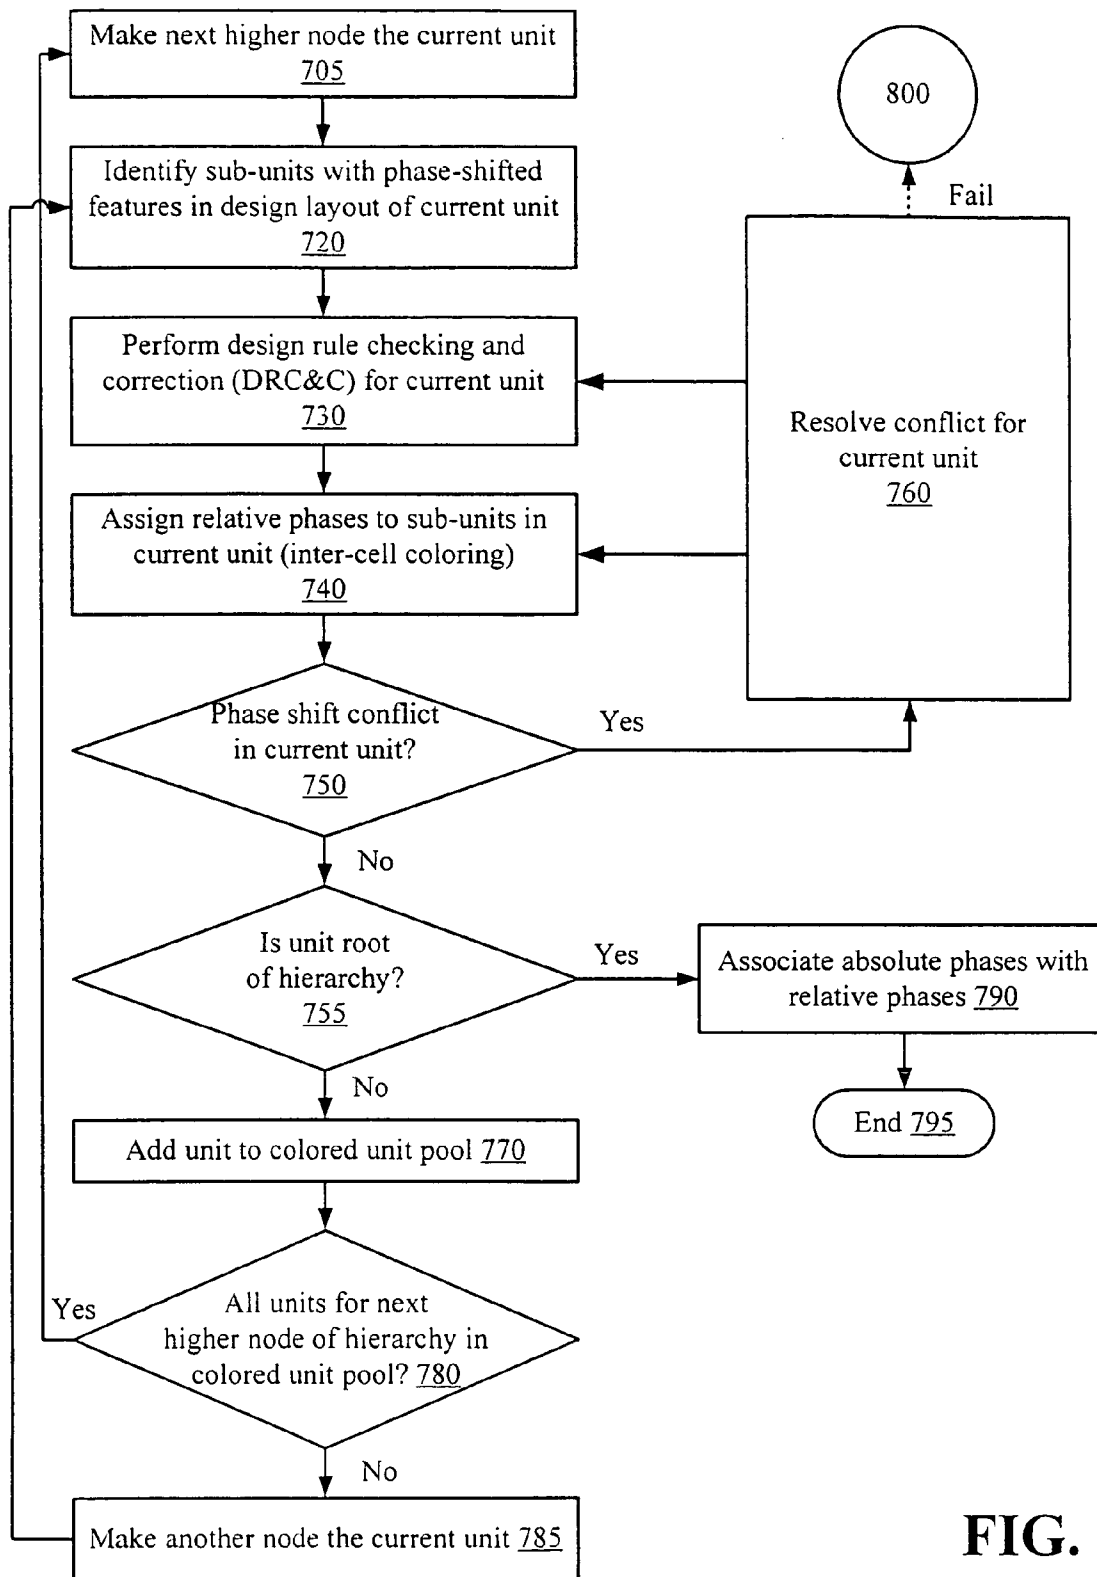 Make next higher node the current unit
705
800
Identify sub-units with phase-shifted
features in design layout of current unit
720
Fail
Perform design rule checking and
correction (DRC&C) for current unit
730
Resolve conflict for
current unit
760
Assign relative phases to sub-units in
current unit (inter-cell coloring)
740
Phase shift conflict
in current unit?
750
Yes
No
Is unit root
of hierarchy?
755
Yes
Associate absolute phases with
relative phases 790
No
End 795
Add unit to colored unit pool 770
Yes
All units for next
higher node of hierarchy in
colored unit pool? 780
No
Make another node the current unit 785
FIG.